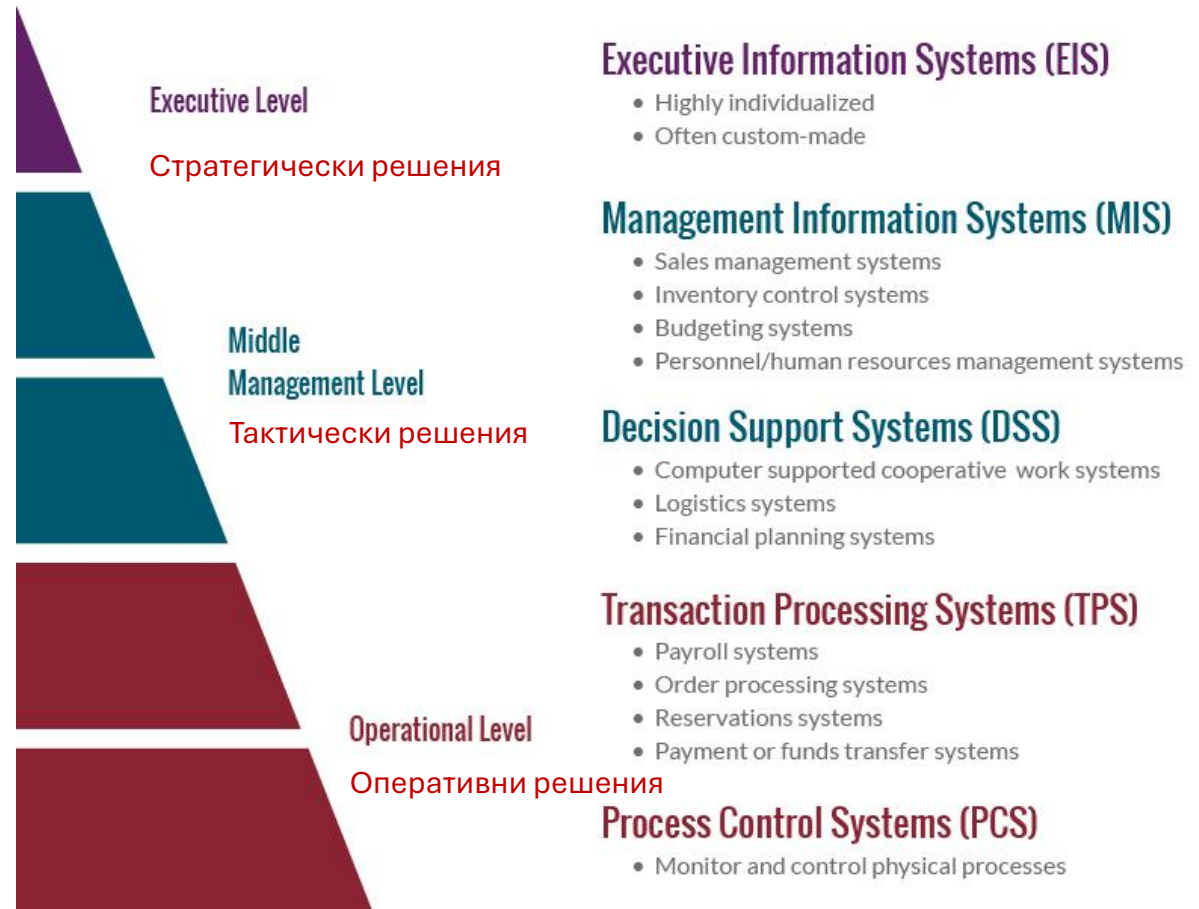 Executive Level
Стратегически решения
Executive Information Systems (EIS)
• Highly individualized
• Often custom-made
Management Information Systems (MIS)
• Sales management systems
• Inventory control systems
• Budgeting systems
• Personnel/human resources management systems
Middle
Management Level
Тактически решения
Decision Support Systems (DSS)
• Computer supported cooperative work systems
• Logistics systems
• Financial planning systems
Transaction Processing Systems (TPS)
• Payroll systems
• Order processing systems
• Reservations systems
• Payment or funds transfer systems
Operational Level
Оперативни решения
Process Control Systems (PCS)
• Monitor and control physical processes